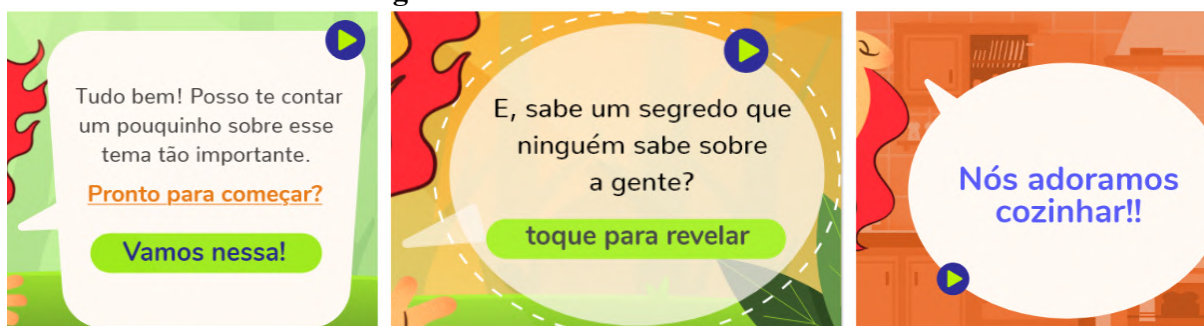 Tudo bem! Posso te contar
um pouquinho sobre esse
tema tão importante.
Pronto para começar?
Vamos nessa!
E, sabe um segredo que
ninguém sabe sobre
a gente?
toque para revelar
Nós adoramos
cozinhar!!